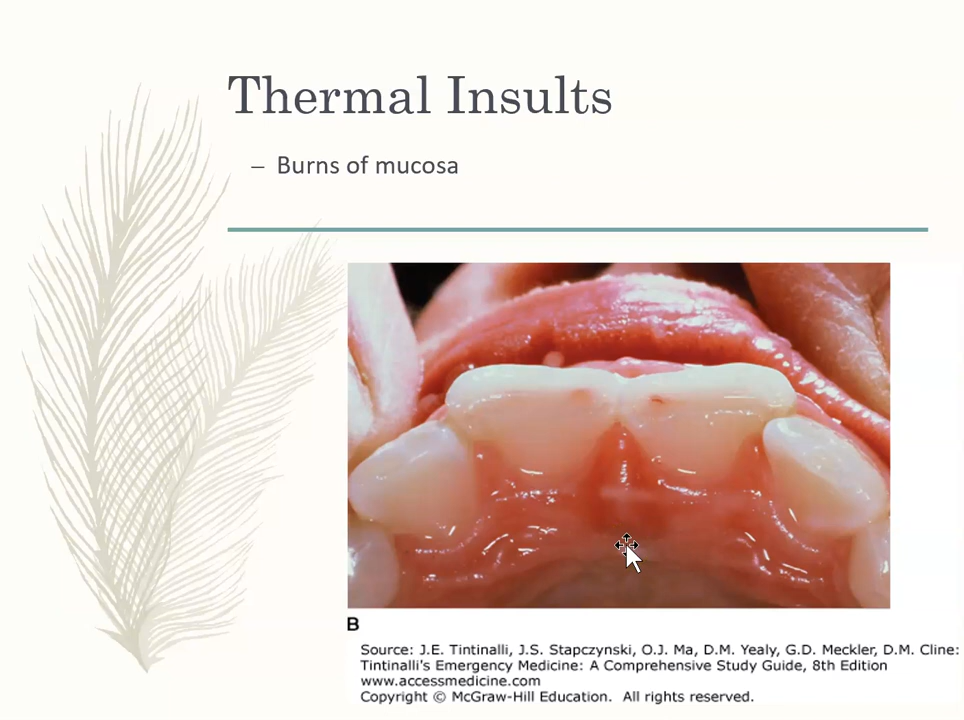 Thermal Insults
– Burns of mucosa
B
Source: J.E. Tintinalli, J.S. Stapczynski, O.J. Ma, D.M. Yealy, G.D. Meckler, D.M. Cline:
Tintinalli's Emergency Medicine: A Comprehensive Study Guide, 8th Edition
www.accessmedicine.com
Copyright © McGraw-Hill Education. All rights reserved.